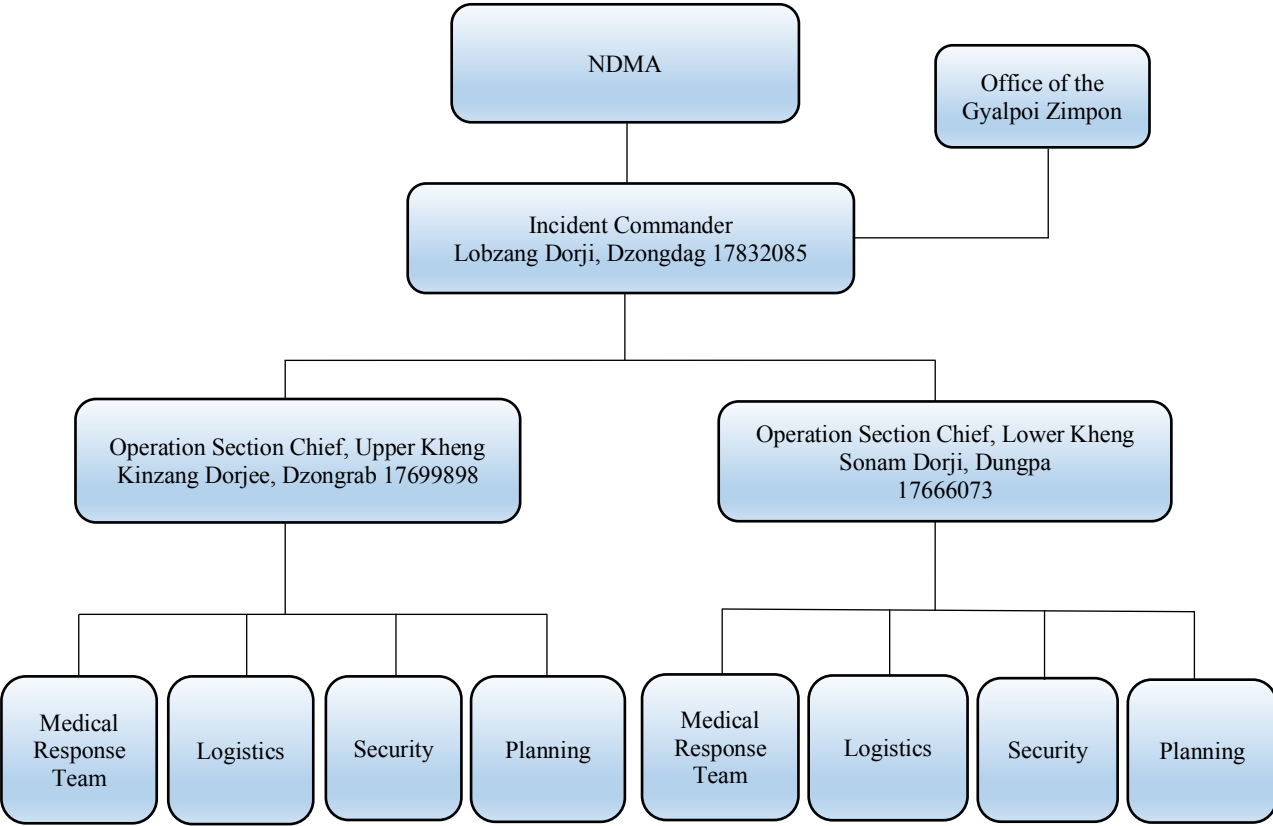 NDMA
Office of the
Gyalpoi Zimpon
Incident Commander
Lobzang Dorji, Dzongdag 17832085
Operation Section Chief, Upper Kheng
Kinzang Dorjee, Dzongrab 17699898
Operation Section Chief, Lower Kheng
Sonam Dorji, Dungpa
17666073
Medical
Response
Team
Logistics
Security
Planning
Medical
Response
Team
Logistics
Security
Planning